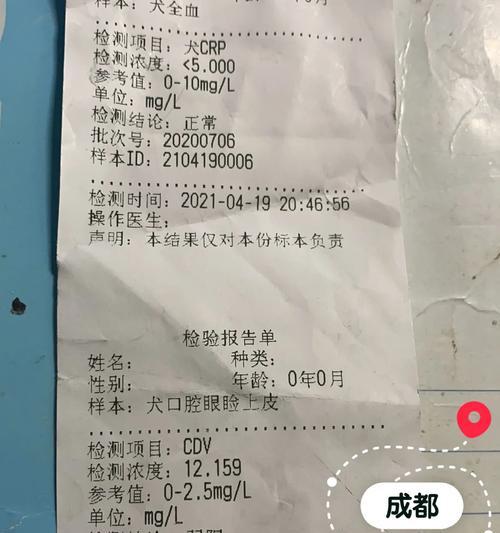 样本：犬全血
检测项目：犬CRP
检测浓度：<5.000
参考值：0-10mg/L
单位：mg/L
检测结论：正常
批次号：20200706
样本ID：2104190006
检测时间：2021-04-19 20:46:56
操作医生：
声明：本结果仅对本份标本负责
检验报告单
姓名： 种类：
性别： 年龄：0年0月
样本：犬口腔眼睑上皮
检测项目：CDV
检测浓度：12.159
参考值：0-2.5mg/L
单位：mg/L
成都